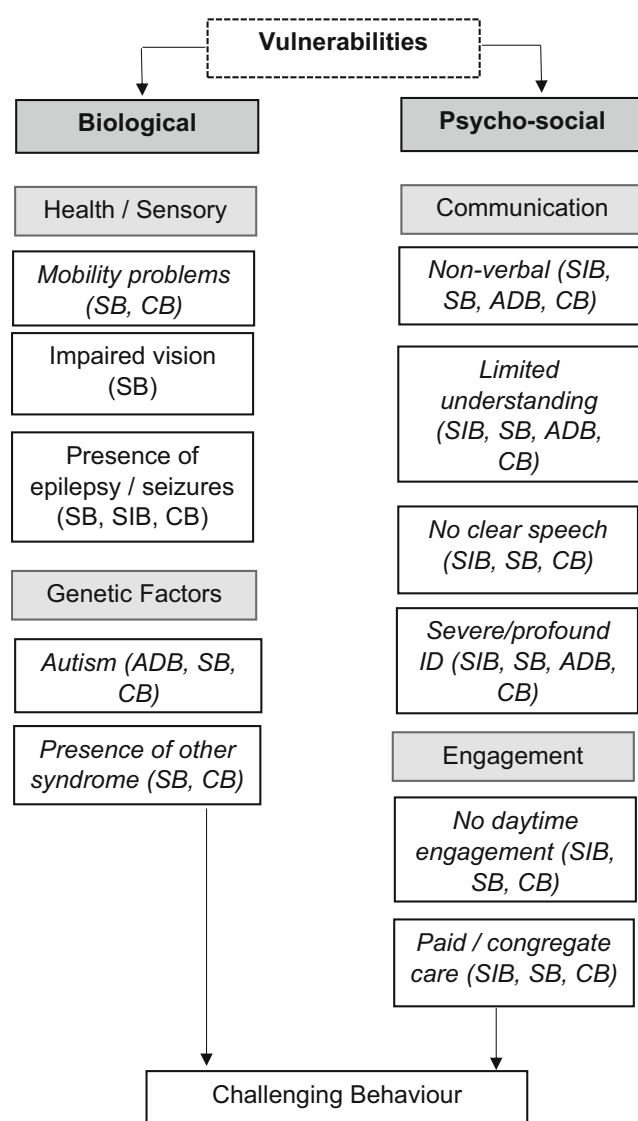 Vulnerabilities
Biological
Health / Sensory
Mobility problems
(SB, CB)
Impaired vision
(SB)
Presence of
epilepsy / seizures
(SB, SIB, CB)
Genetic Factors
Autism (ADB, SB,
CB)
Presence of other
syndrome (SB, CB)
Psycho-social
Communication
Non-verbal (SIB,
SB, ADB, CB)
Limited
understanding
(SIB, SB, ADB,
CB)
No clear speech
(SIB, SB, CB)
Severe/profound
ID (SIB, SB, ADB,
CB)
Engagement
No daytime
engagement (SIB,
SB, CB)
Paid / congregate
care (SIB, SB, CB)
Challenging Behaviour